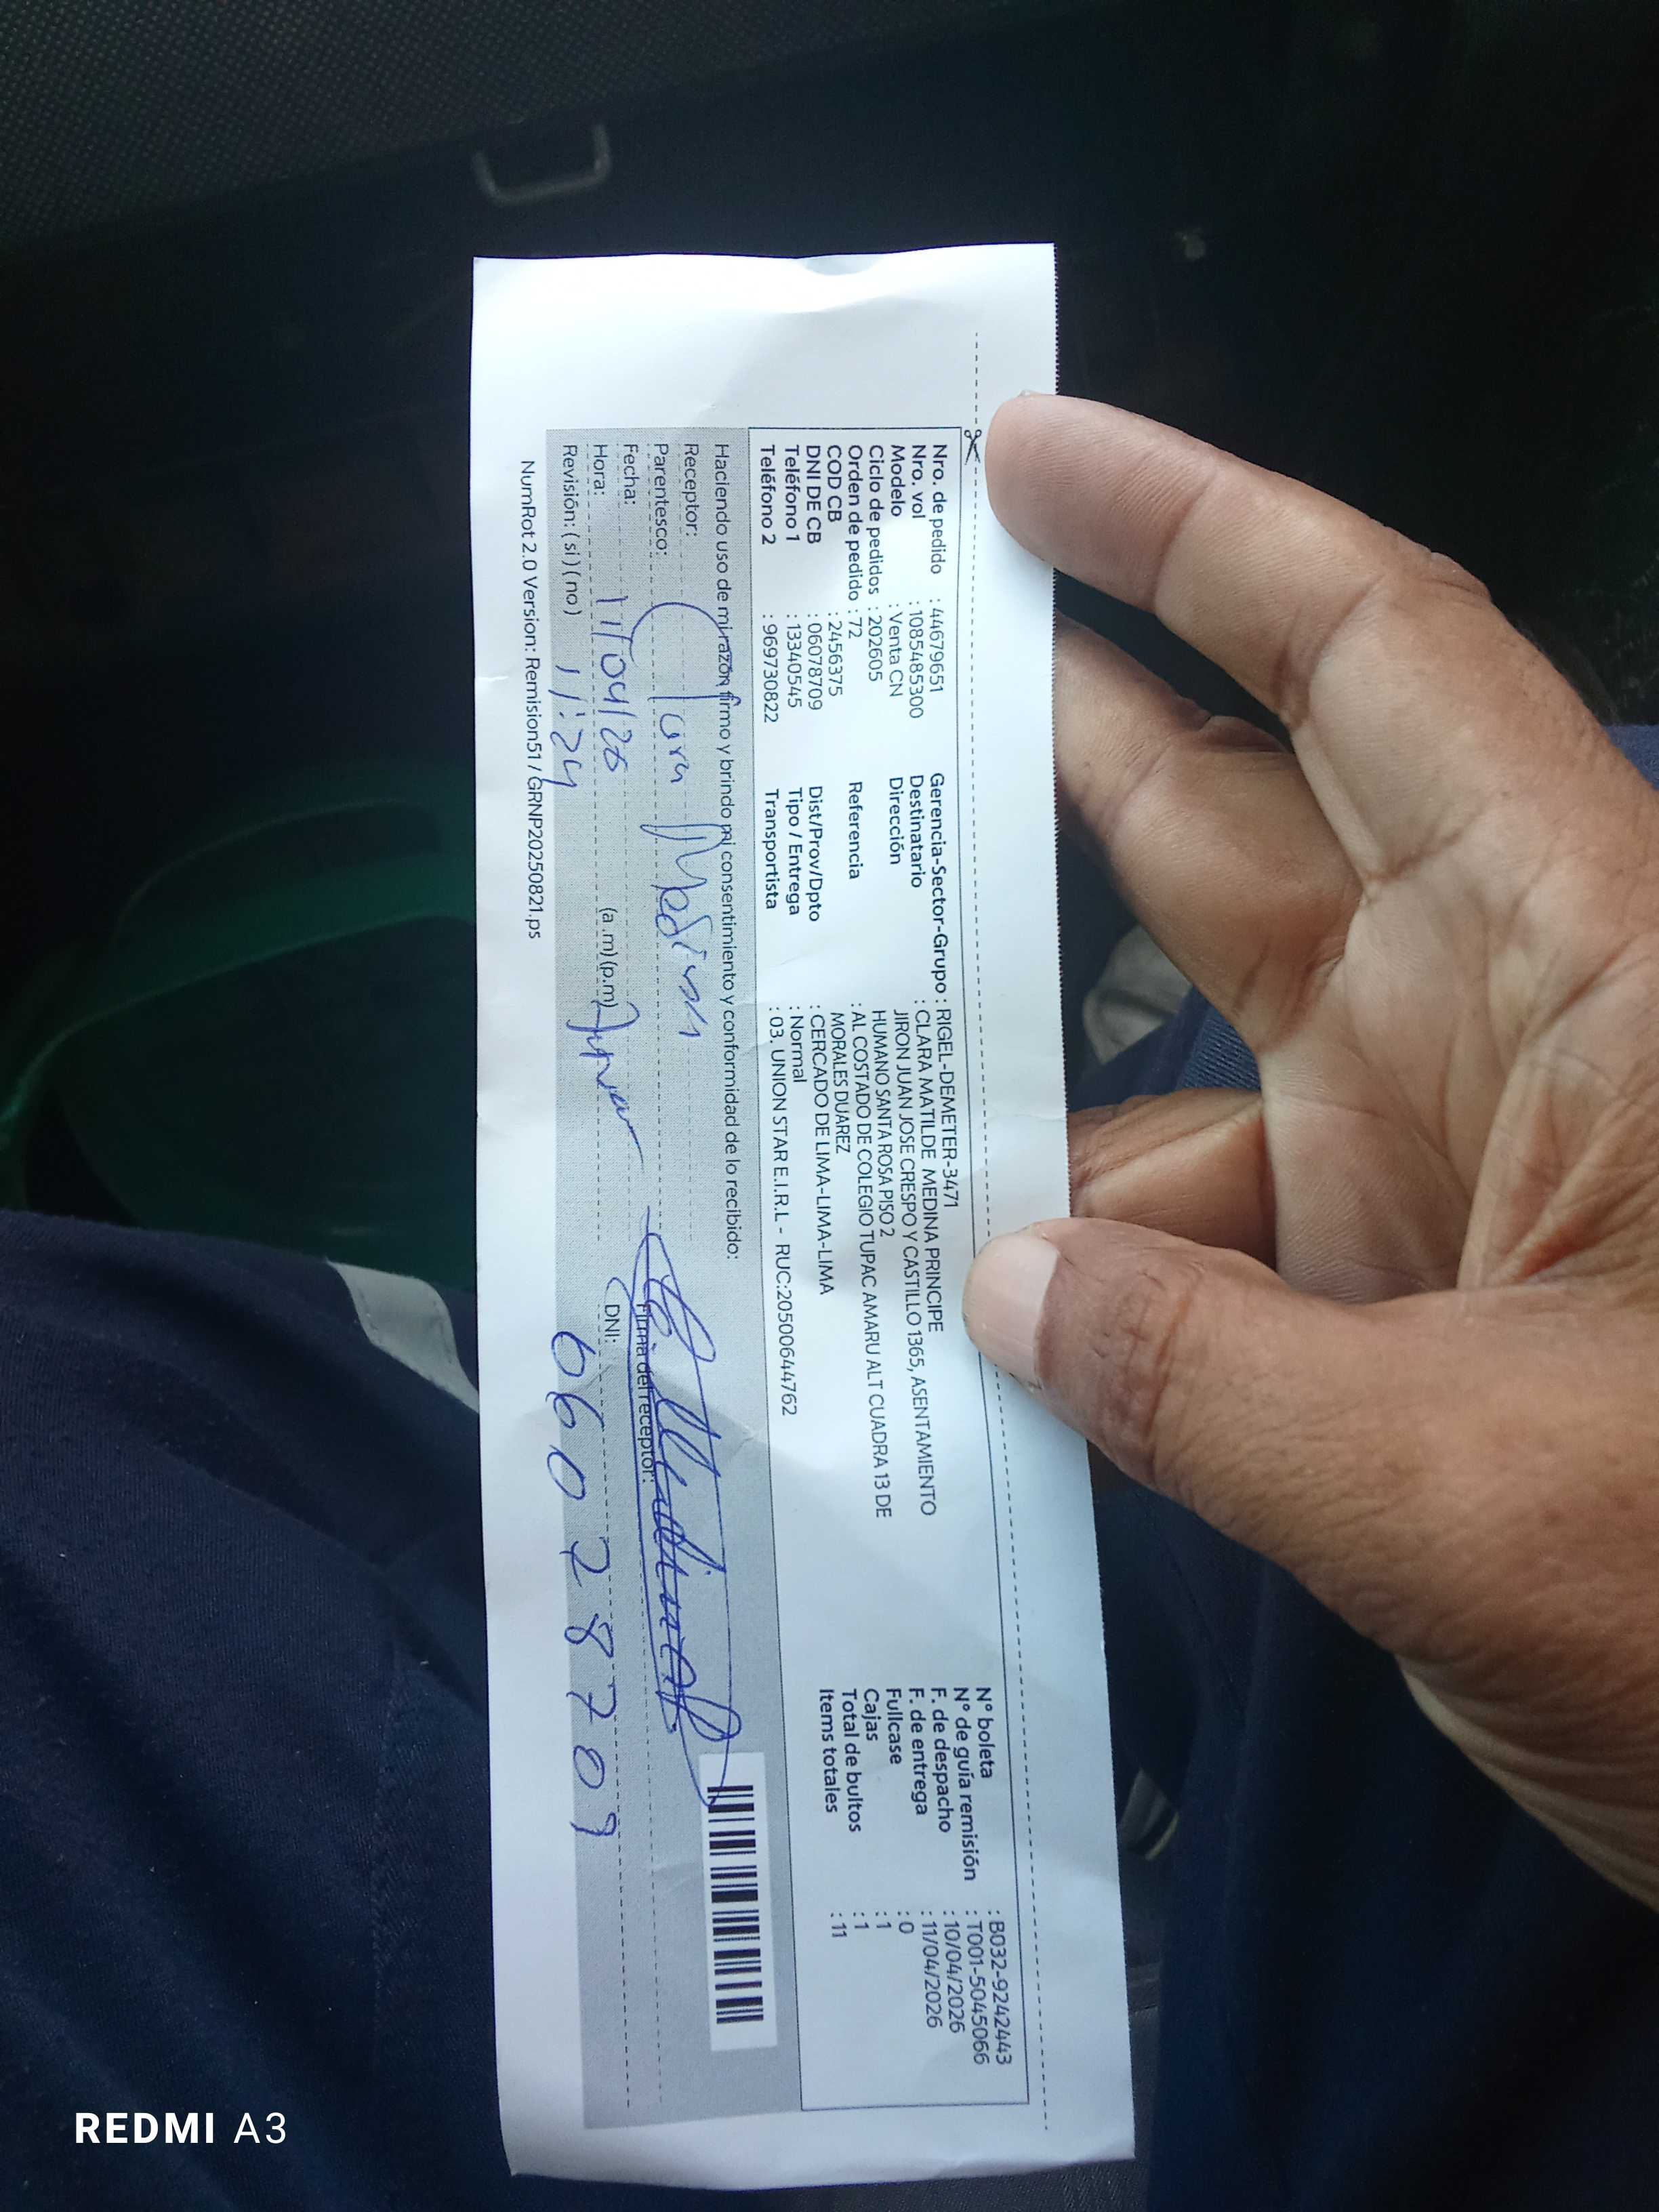 Nro. de pedido : 44679651
Nro. vol : 1085485300
Modelo : Venta CN
Ciclo de pedidos : 202605
Orden de pedido : 72
COD CB : 2456375
DNI DE CB : 06078709
Teléfono 1 : 13340545
Teléfono 2 : 969730822
Gerencia-Sector-Grupo : RIGEL-DEMETER-3471
Destinatario : CLARA MATILDE MEDINA PRINCIPE
Dirección JIRON JUAN JOSE CRESPO Y CASTILLO 1365, ASENTAMIENTO
HUMANO SANTA ROSA PISO 2
Referencia : AL COSTADO DE COLEGIO TUPAC AMARU ALT CUADRA 13 DE
MORALES DUAREZ
Dist/Prov/Dpto : CERCADO DE LIMA-LIMA-LIMA
Tipo / Entrega : Normal
Transportista : 03. UNION STAR E.I.R.L - RUC:20500644762
N° boleta : B032-9242443
N° de guía remisión : T001-5045066
F. de despacho : 10/04/2026
F. de entrega : 11/04/2026
Fullcase : 0
Cajas : 1
Total de bultos : 1
Items totales : 11
Haciendo uso de mi razón firmo y brindo mi consentimiento y conformidad de lo recibido:
Receptor: Clara Medina
Parentesco:
Firma del receptor:
Fecha: 11/04/26
Hora: 11:24 (a.m)(p.m)
DNI: 66028709
Revisión: (si) (no)
NumRot 2.0 Version: Remision51 / GRNP20250821.ps
REDMI A3